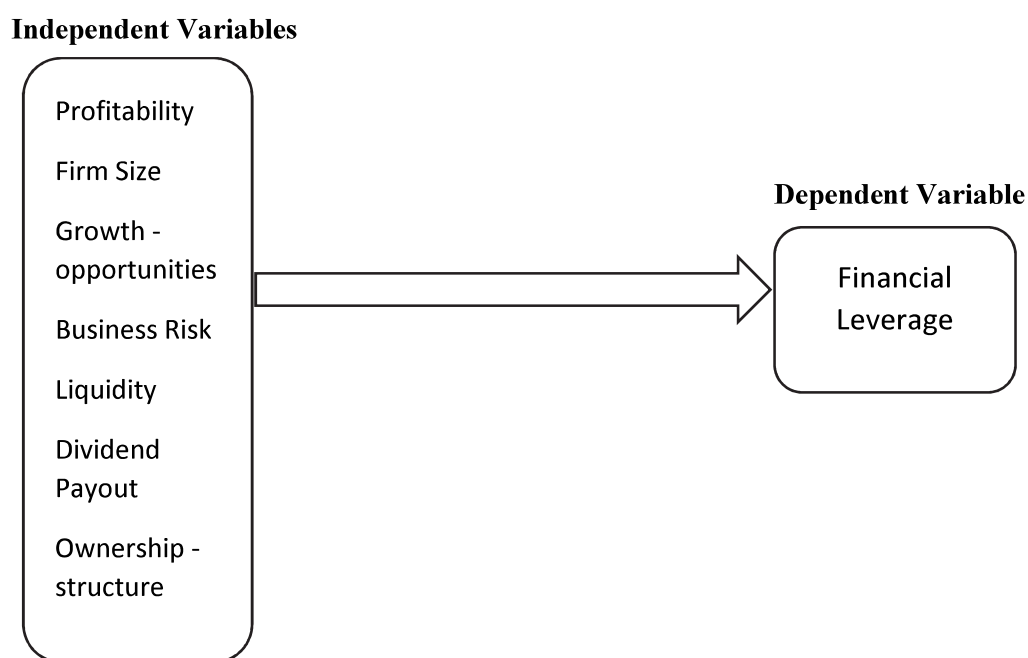 Independent Variables
Profitability
Firm Size
Growth -
opportunities
Business Risk
Liquidity
Dividend
Payout
Ownership -
structure
Dependent Variable
Financial
Leverage